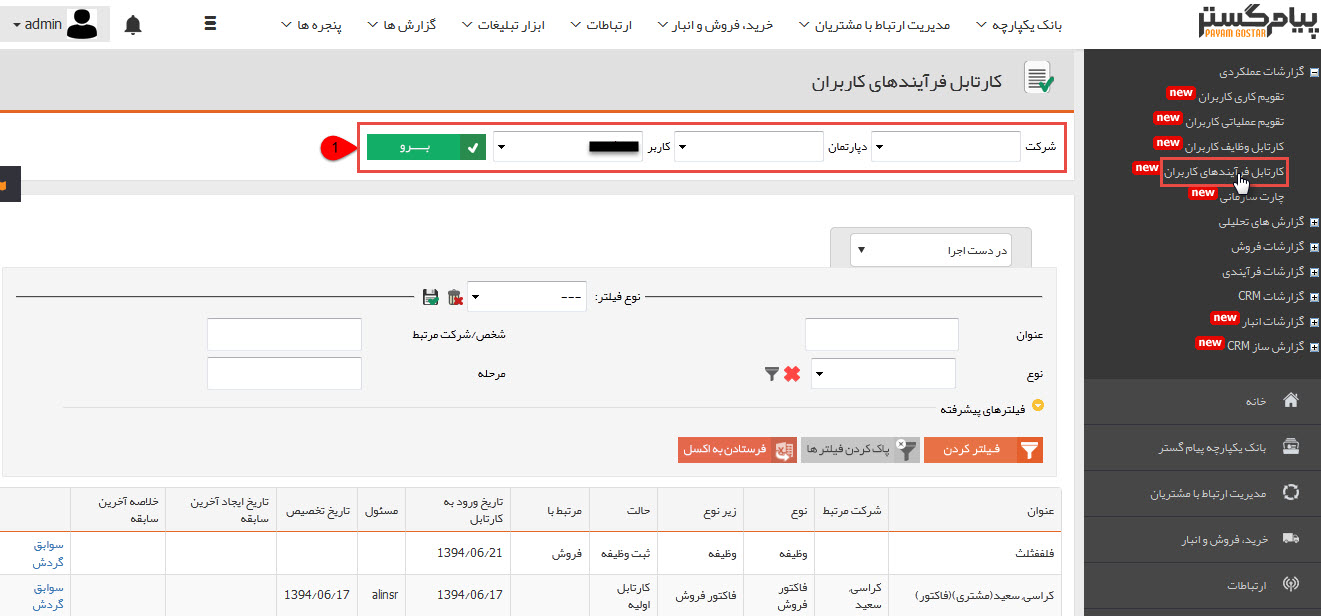 پیام‌گستر
PAYAM GOSTAR
بانک یکپارچه
مدیریت ارتباط با مشتریان
خرید، فروش و انبار
ارتباطات
ابزار تبلیغات
گزارش ها
پنجره ها
admin
گزارشات عملکردی
تقویم کاری کاربران new
تقویم عملیاتی کاربران new
کارتابل وظایف کاربران new
کارتابل فرآیندهای کاربران new
چارت سازمانی new
گزارش های تحلیلی
گزارشات فروش
گزارشات فرآیندی
گزارشات CRM
گزارشات انبار new
گزارش ساز CRM new
خانه
بانک یکپارچه پیام گستر
مدیریت ارتباط با مشتریان
خرید، فروش و انبار
ارتباطات
کارتابل فرآیندهای کاربران
شرکت
دپارتمان
کاربر
بـــرو
1
در دست اجرا
نوع فیلتر:
---
عنوان
شخص/شرکت مرتبط
نوع
مرحله
فیلترهای پیشرفته
فیلتر کردن
پاک کردن فیلتر ها
فرستادن به اکسل
عنوان
شرکت مرتبط
نوع
زیر نوع
حالت
مرتبط با
تاریخ ورود به
کارتابل
مسئول
تاریخ تخصیص
تاریخ ایجاد آخرین
سابقه
خلاصه آخرین
سابقه
فلففثلث
وظیفه
وظیفه
ثبت وظیفه
فروش
1394/06/21
سوابق
گردش
کراسی, سعید(مشتری)(فاکتور)
کراسی,
سعید
فاکتور
فروش
فاکتور فروش
کارتابل
اولیه
1394/06/17
alinsr
1394/06/17
سوابق
گردش